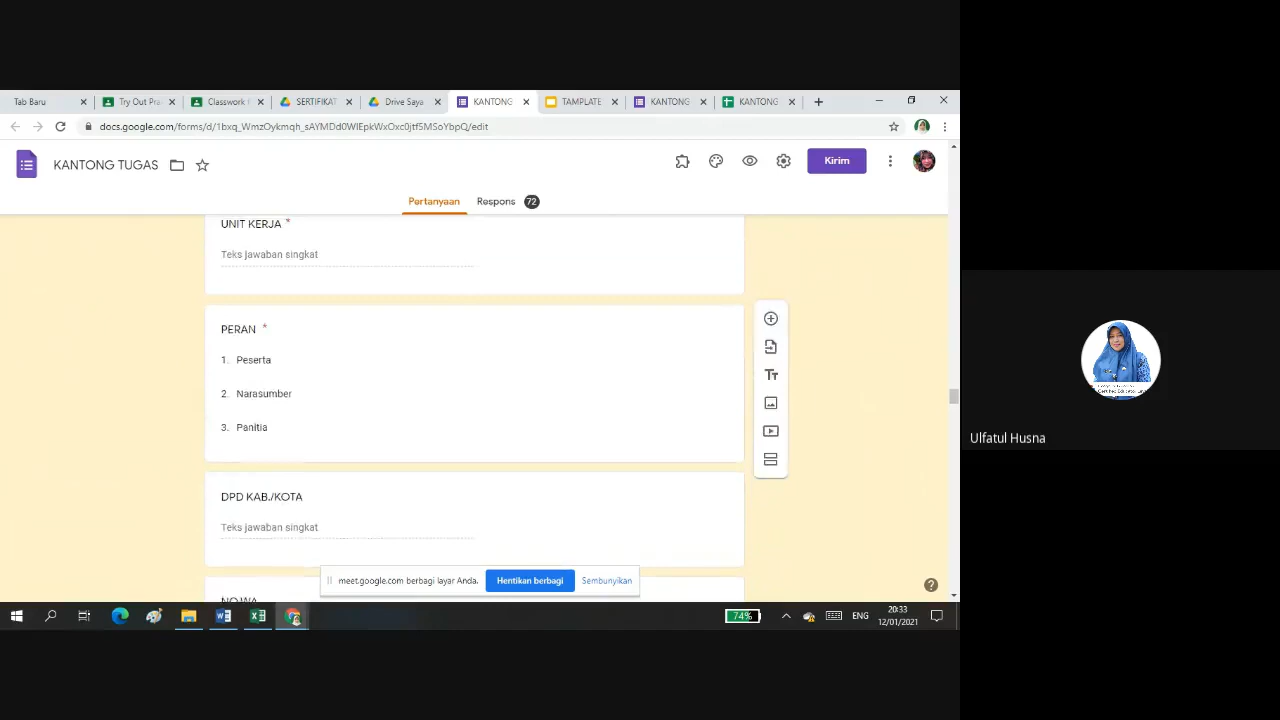 Tab Baru
Try Out Pra
Classwork
SERTIFIKAT
Drive Saya
KANTONG
TAMPLATE
KANTONG
KANTONG
docs.google.com/forms/d/1bxq_WmzOykmqh_sAYMDd0WIEpkWxOxc0jtf5MSoYbpQ/edit
KANTONG TUGAS
Kirim
Pertanyaan
Respons 72
UNIT KERJA *
Teks jawaban singkat
PERAN *
1. Peserta
2. Narasumber
3. Panitia
DPD KAB./KOTA
Teks jawaban singkat
meet.google.com berbagi layar Anda.
Hentikan berbagi
Sembunyikan
NO.WA
74%
ENG
20:33
12/01/2021
Ulfatul Husna